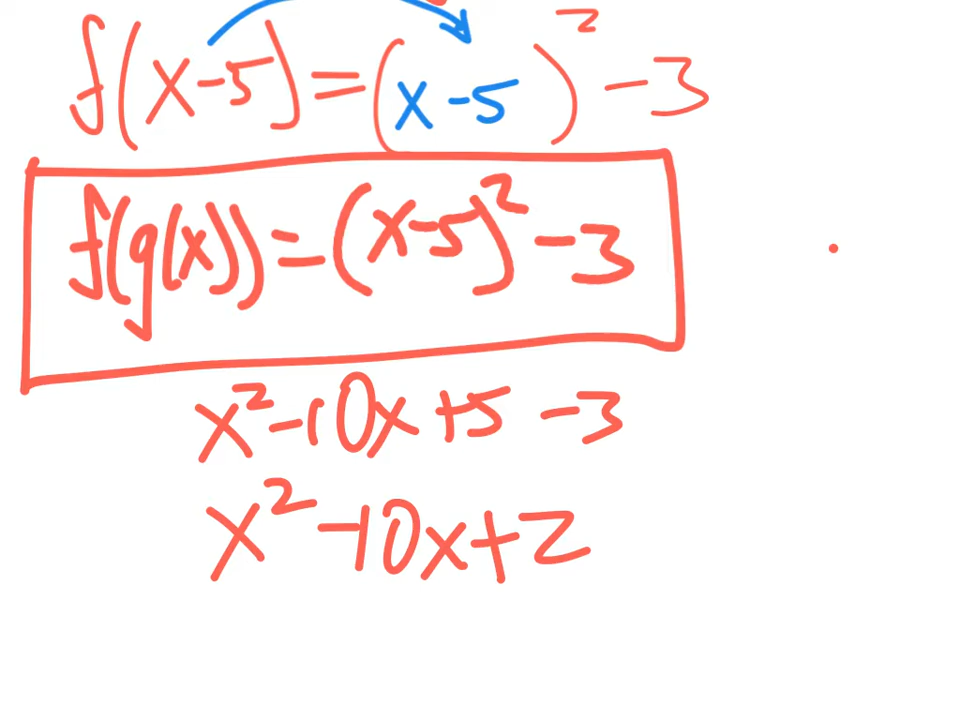 f(x-5)=(x-5)²-3
f(g(x))=(x-5)²-3
x²-10x+5-3
x²-10x+2